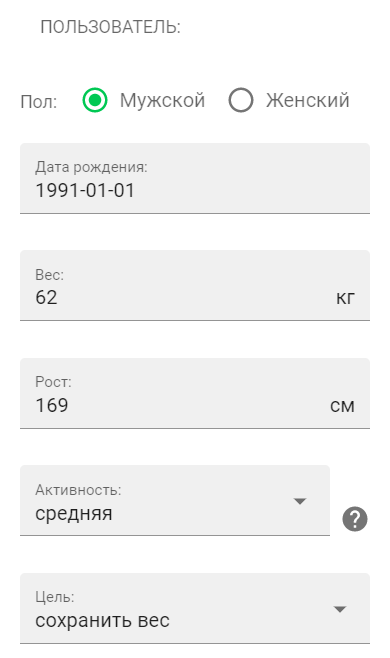 ПОЛЬЗОВАТЕЛЬ:
Пол: Мужской Женский
Дата рождения:
1991-01-01
Вес:
62 кг
Рост:
169 см
Активность:
средняя
?
Цель:
сохранить вес